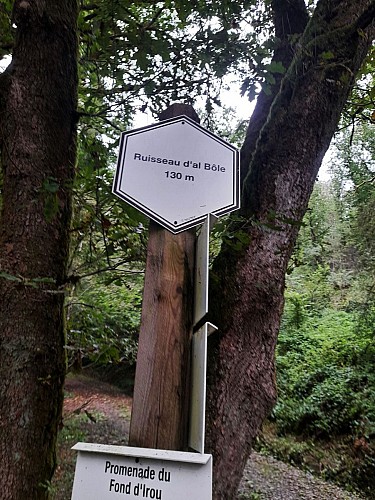 Ruisseau d'al Bôle
130 m
Promenade du
Fond d'Irou